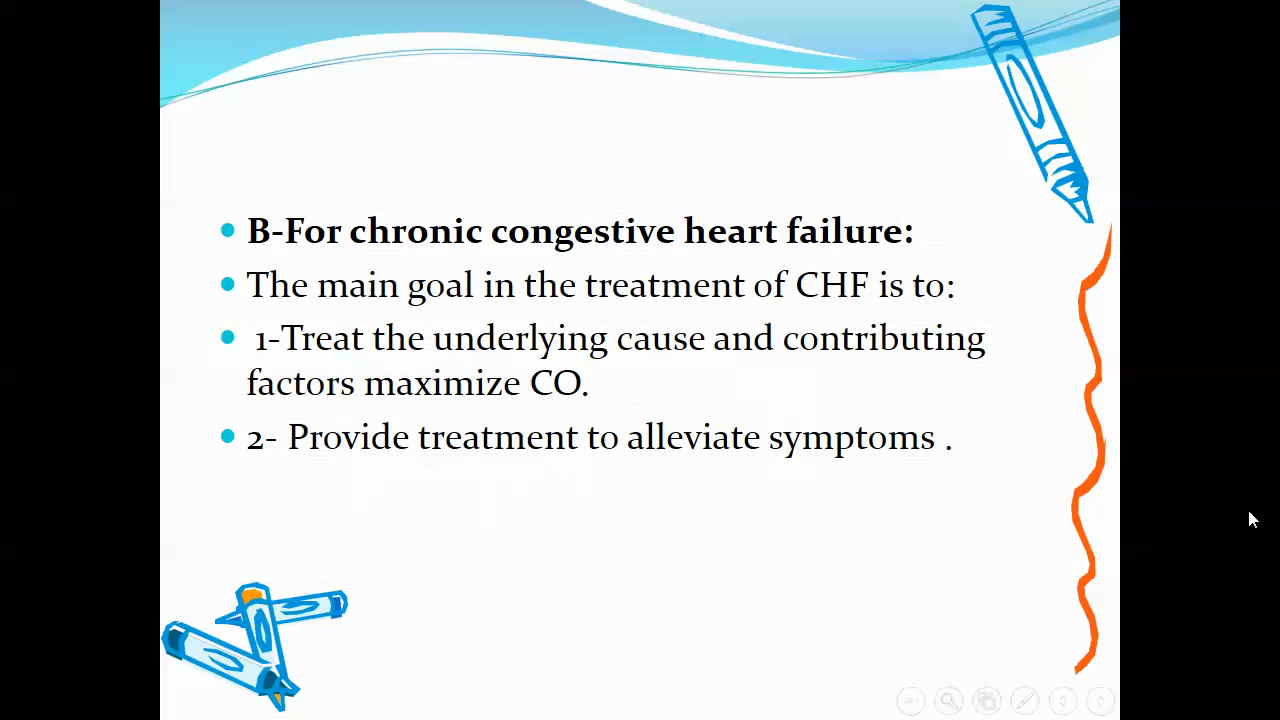 B-For chronic congestive heart failure:
The main goal in the treatment of CHF is to:
1-Treat the underlying cause and contributing
factors maximize CO.
2- Provide treatment to alleviate symptoms .